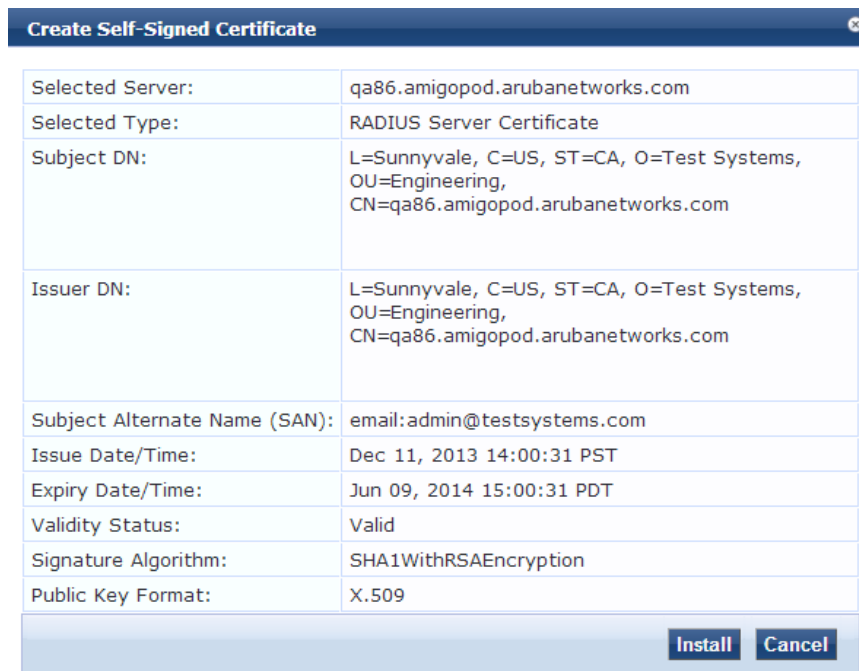 Create Self-Signed Certificate
Selected Server: qa86.amigopod.arubanetworks.com
Selected Type: RADIUS Server Certificate
Subject DN: L=Sunnyvale, C=US, ST=CA, O=Test Systems,
OU=Engineering,
CN=qa86.amigopod.arubanetworks.com
Issuer DN: L=Sunnyvale, C=US, ST=CA, O=Test Systems,
OU=Engineering,
CN=qa86.amigopod.arubanetworks.com
Subject Alternate Name (SAN): email:admin@testsystems.com
Issue Date/Time: Dec 11, 2013 14:00:31 PST
Expiry Date/Time: Jun 09, 2014 15:00:31 PDT
Validity Status: Valid
Signature Algorithm: SHA1WithRSAEncryption
Public Key Format: X.509
Install Cancel